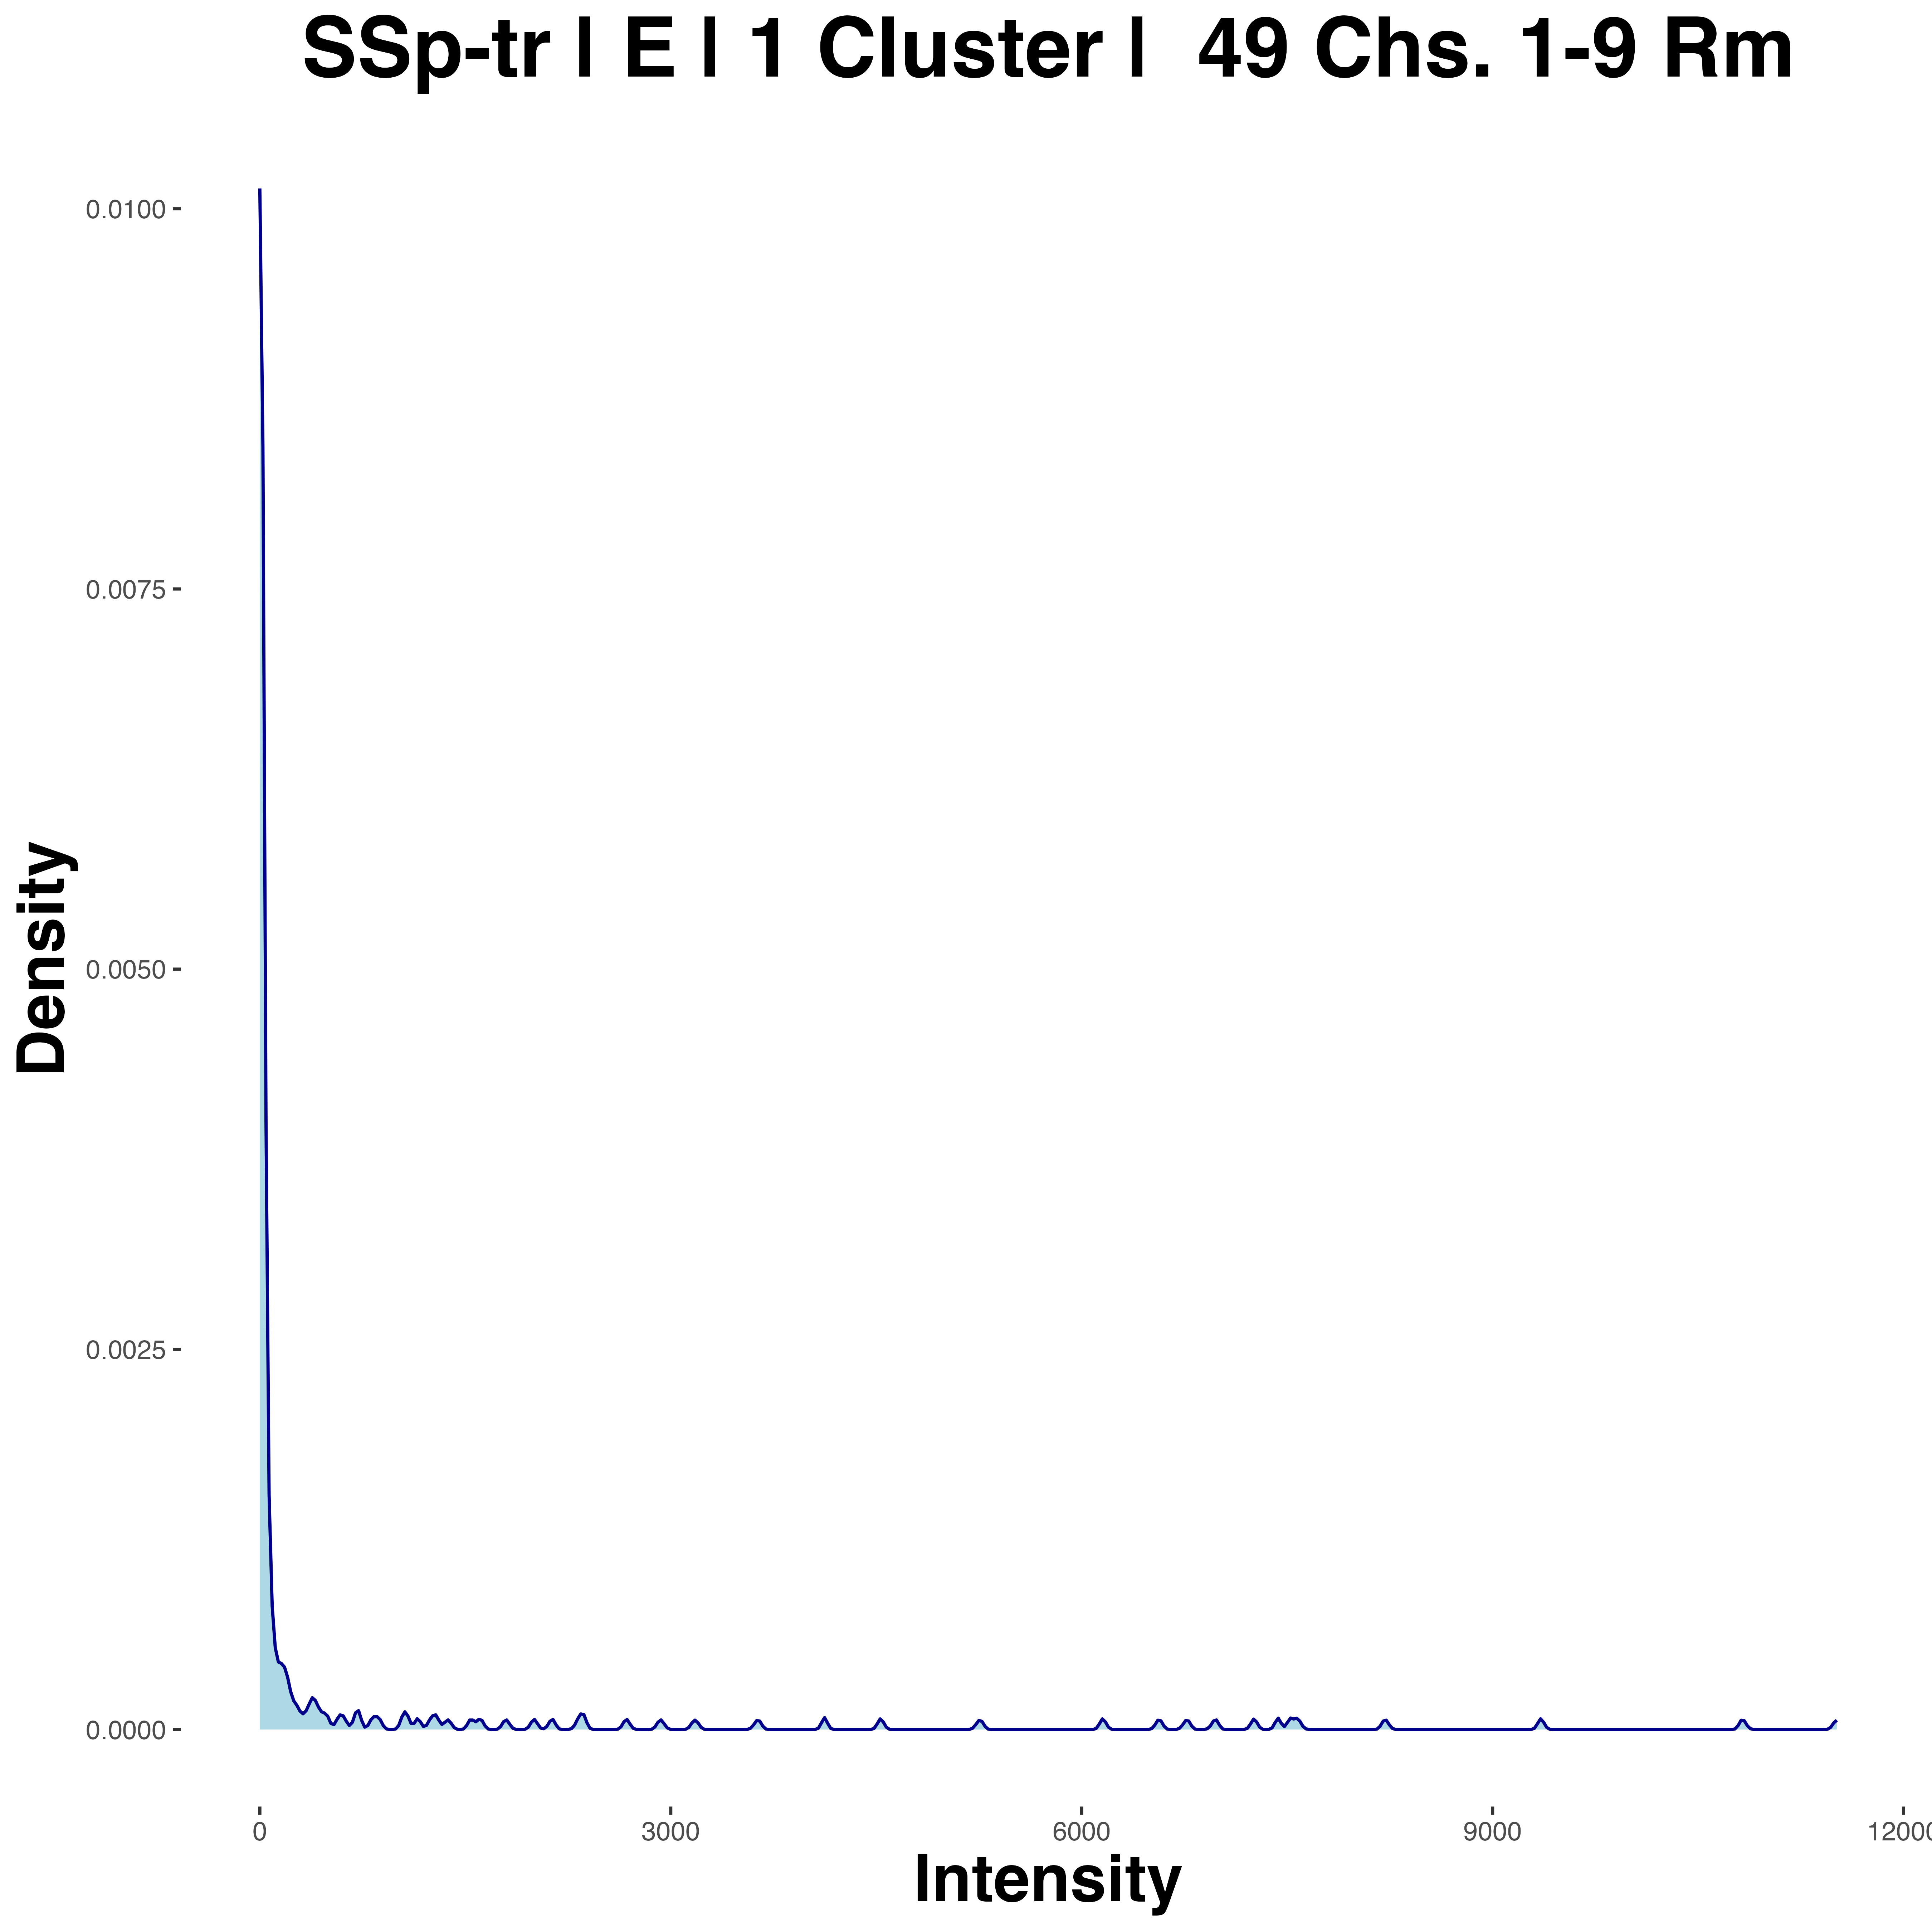 SSp-tr | E | 1 Cluster | 49 Chs. 1-9 Rm
0.0100
0.0075
0.0050
0.0025
0.0000
Density
0 3000 6000 9000 12000
Intensity